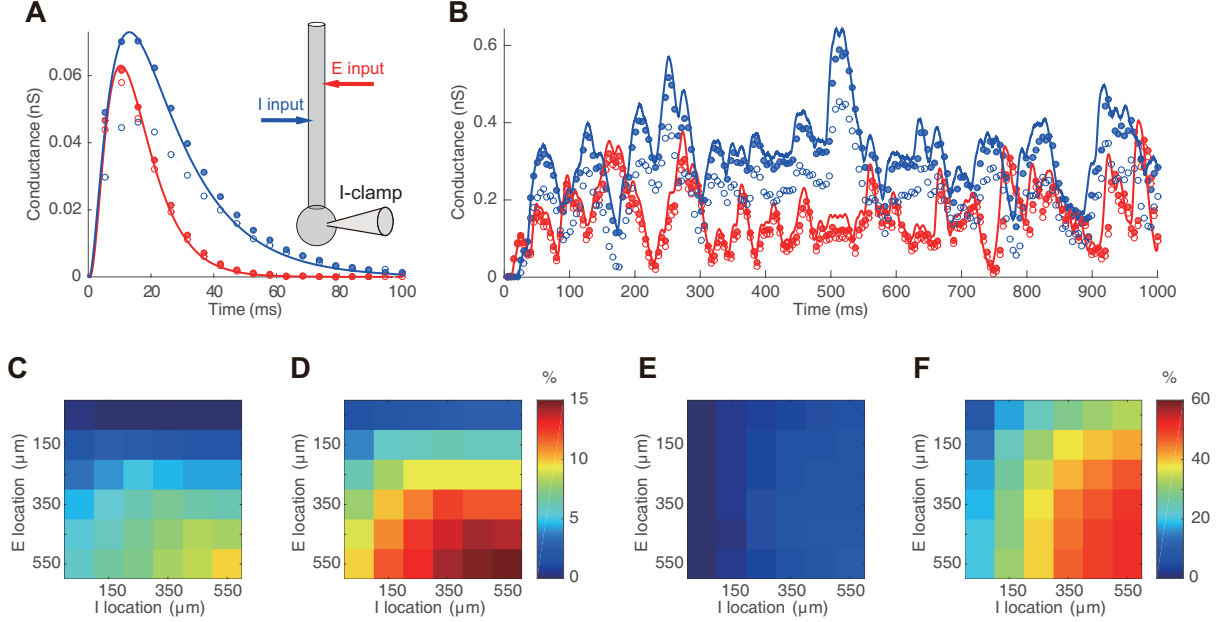 A
Conductance (nS)
0.06
0.04
0.02
0
0
20
40
60
80
100
Time (ms)
E input
I input
I-clamp
B
Conductance (nS)
0.6
0.4
0.2
0
0
100
200
300
400
500
600
700
800
900
1000
Time (ms)
C
E location (µm)
150
350
550
150
350
550
I location (µm)
D
%
E location (µm)
150
350
550
150
350
550
I location (µm)
15
10
5
0
E
E location (µm)
150
350
550
150
350
550
I location (µm)
F
%
E location (µm)
150
350
550
150
350
550
I location (µm)
60
40
20
0